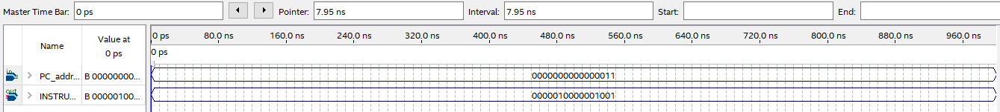 Master Time Bar: 0 ps Pointer: 7.95 ns Interval: 7.95 ns Start: End:
Name Value at 0 ps
0 ps 80.0 ns 160.0 ns 240.0 ns 320.0 ns 400.0 ns 480.0 ns 560.0 ns 640.0 ns 720.0 ns 800.0 ns 880.0 ns 960.0 ns
0 ps
in PC_addr... B 00000000... 0000000000000011
out INSTRU... B 00000100... 0000010000001001